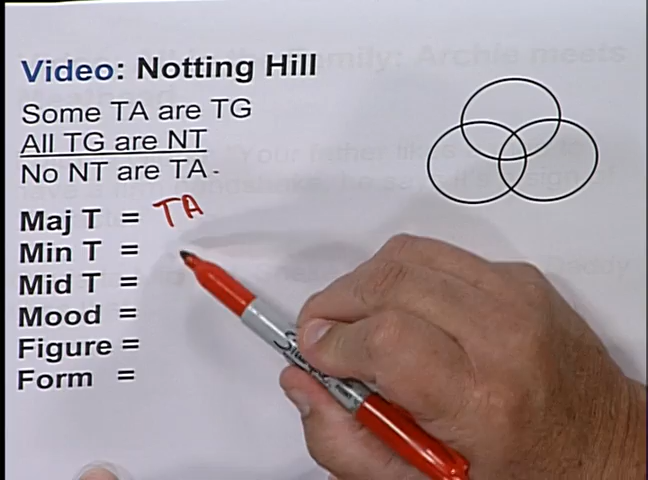 Video: Notting Hill
Some TA are TG
All TG are NT
No NT are TA
Maj T = TA
Min T =
Mid T =
Mood =
Figure =
Form =